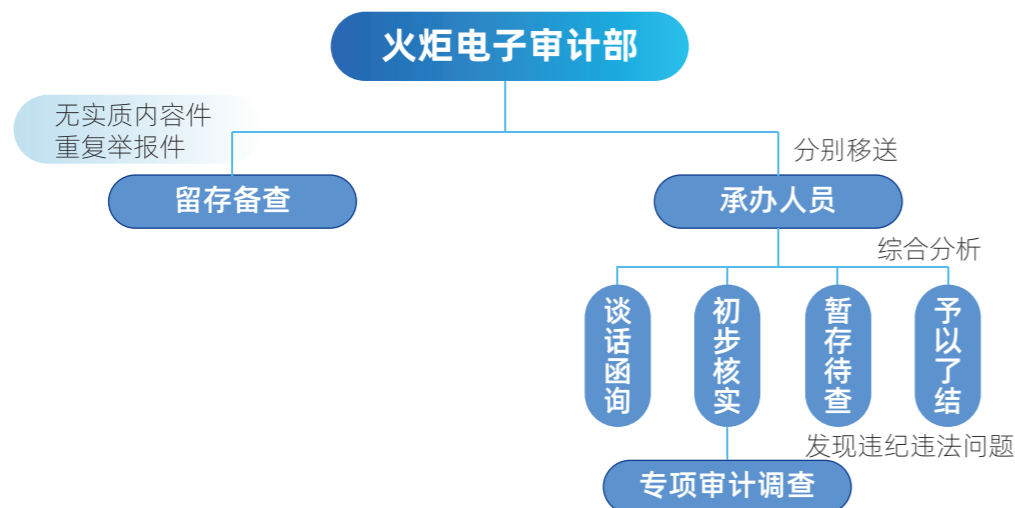 火炬电子审计部
无实质内容件
重复举报件
分别移送
留存备查
承办人员
综合分析
谈话函询
初步核实
暂存待查
予以了结
发现违纪违法问题
专项审计调查